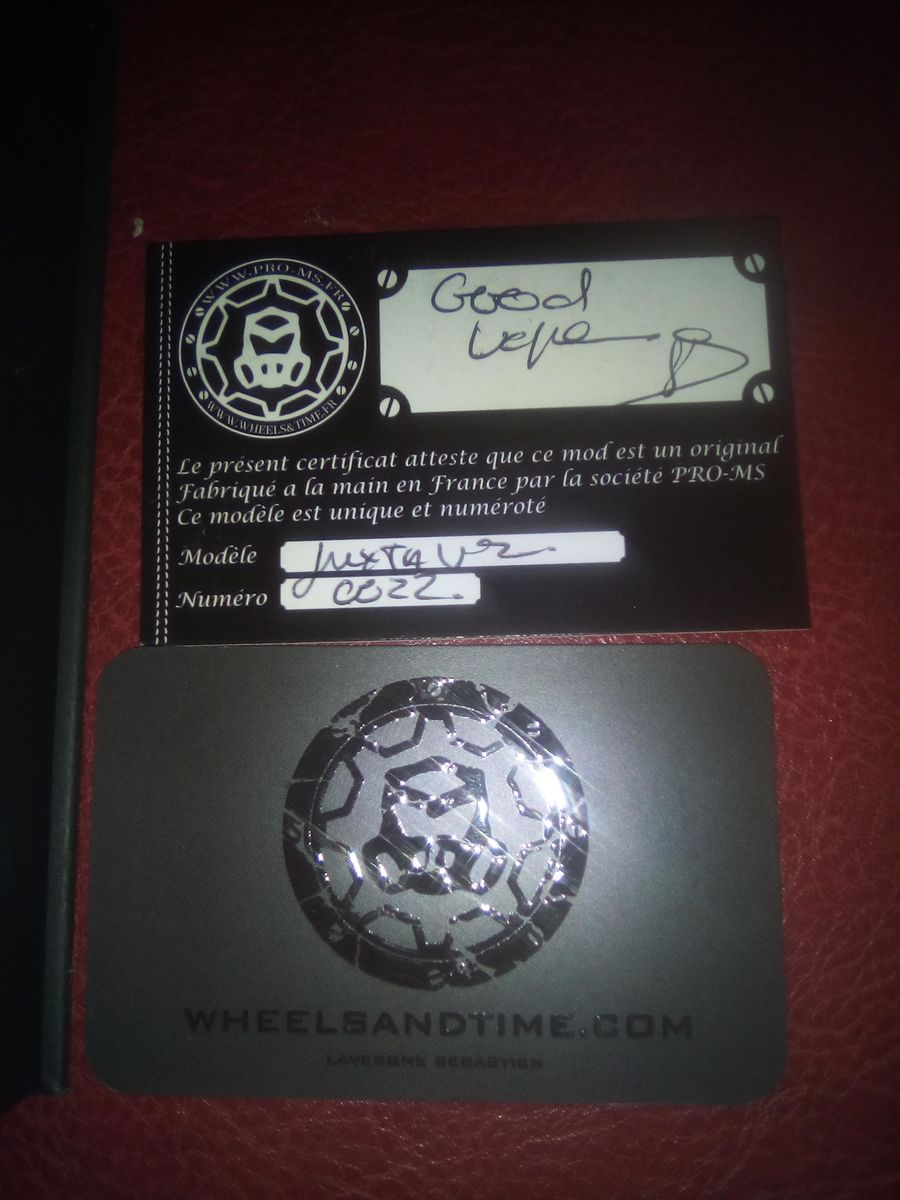 WWW.PRO-MS.FR
WWW.WHEELS&TIME.FR
Good
Vape
Le présent certificat atteste que ce mod est un original
Fabriqué a la main en France par la société PRO-MS
Ce modèle est unique et numéroté
Modèle Juxta V2.
Numéro 0022.
WHEELSANDTIME.COM
LAVERGNE SEBASTIEN